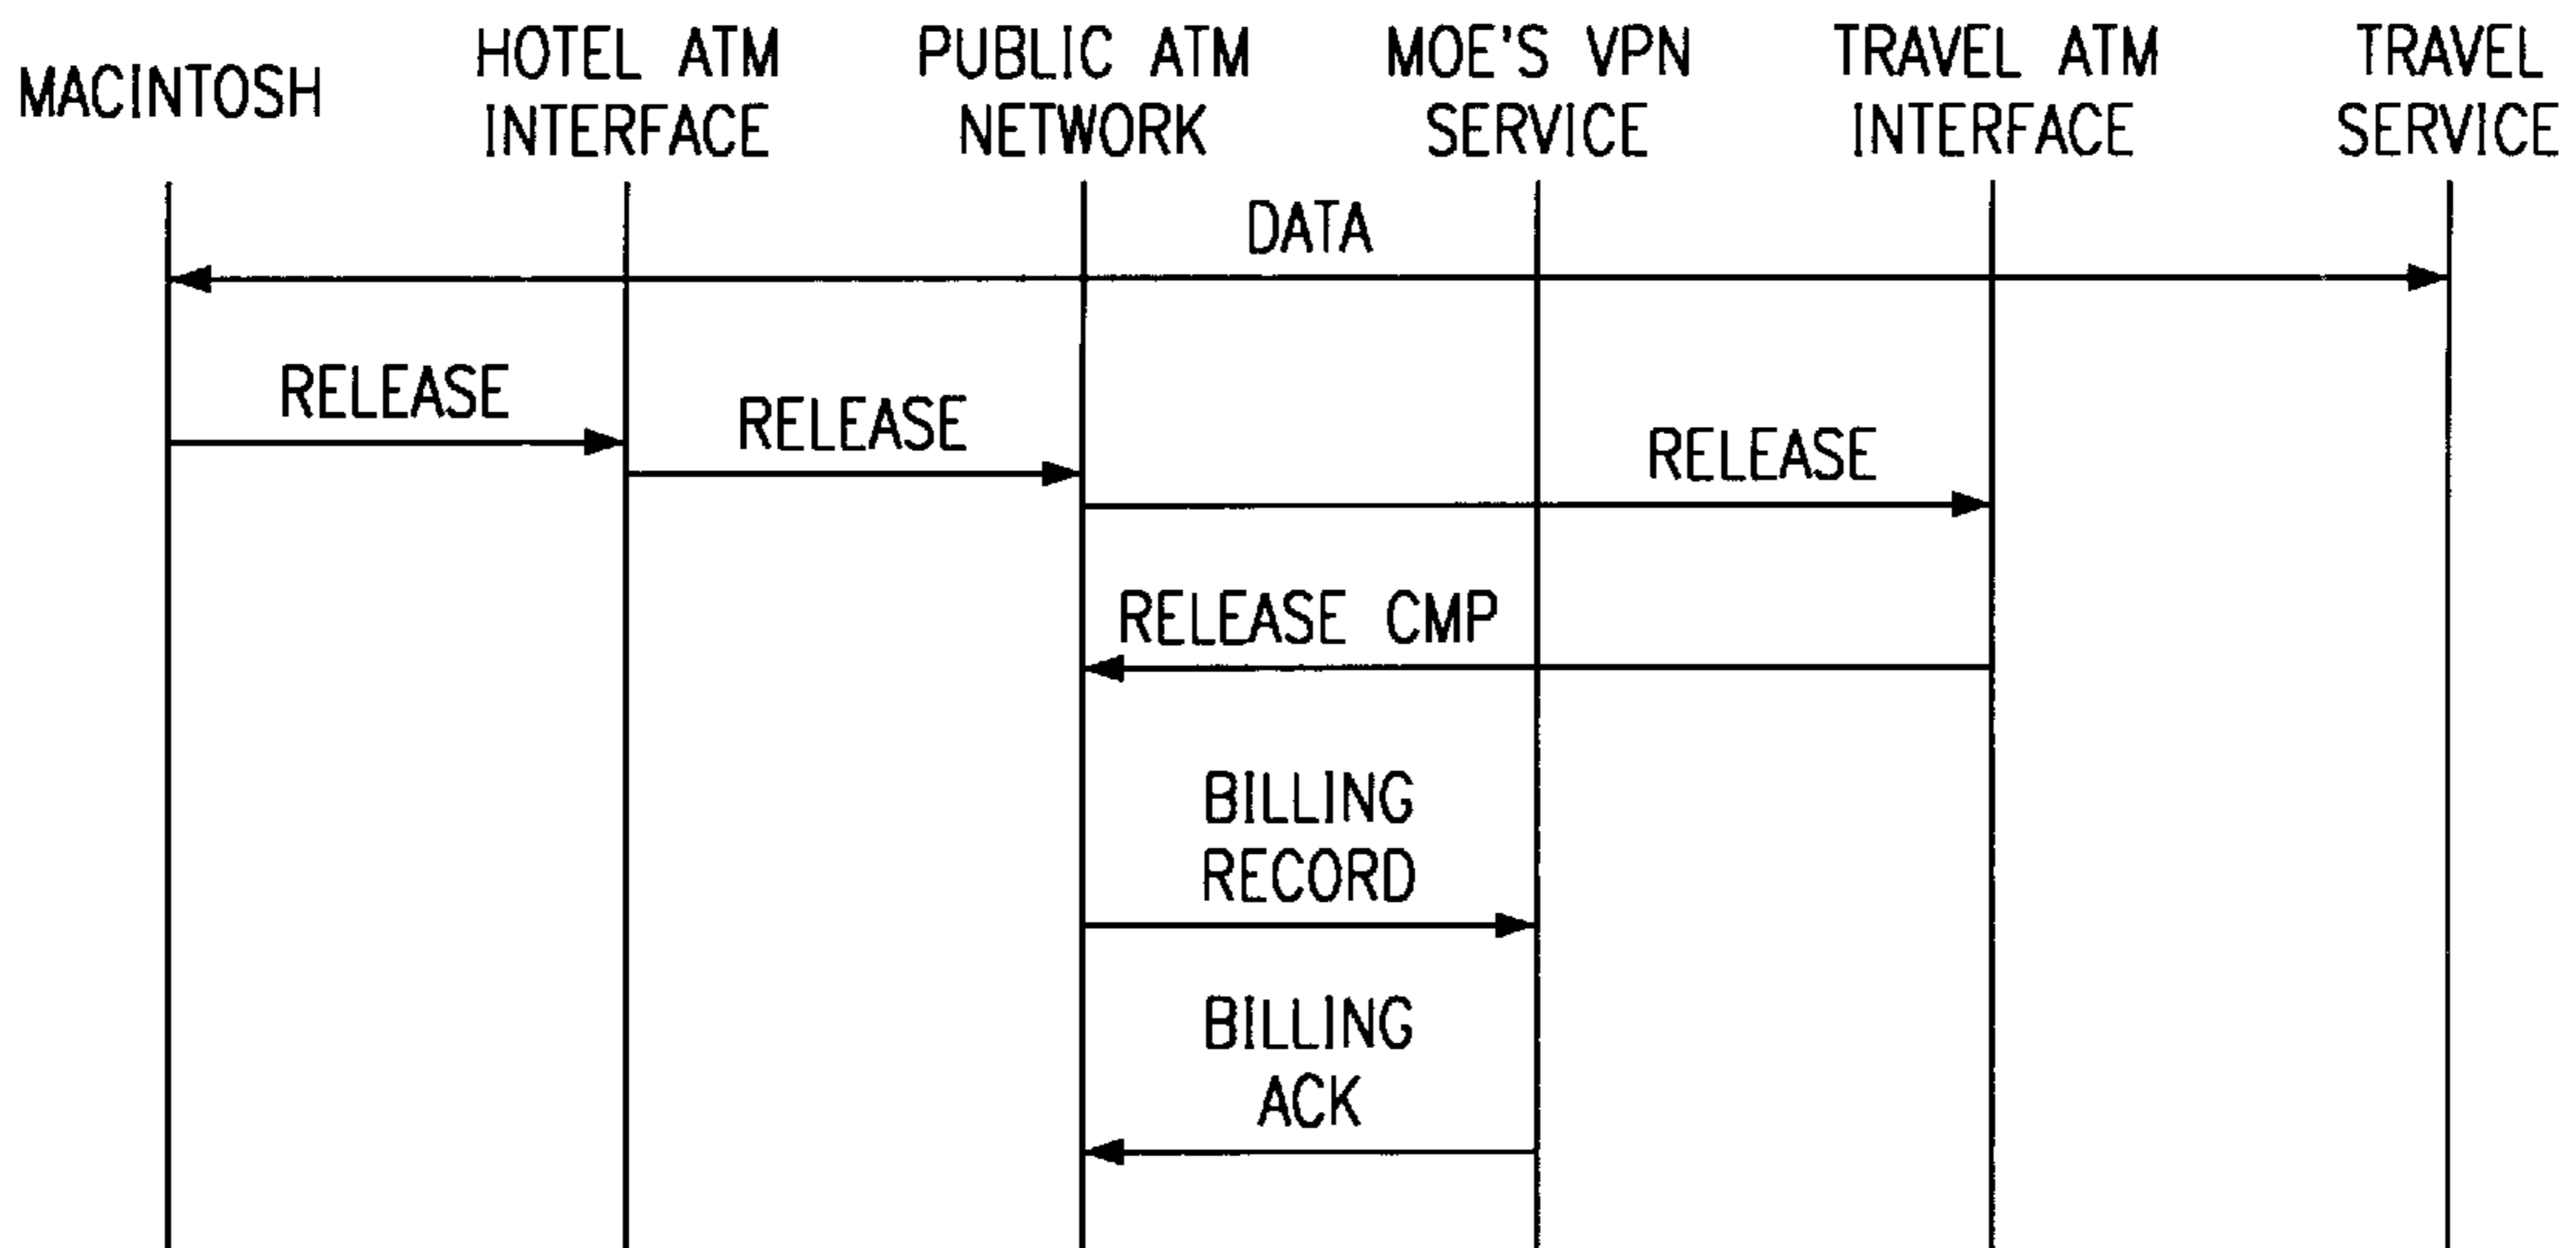 MACINTOSH
HOTEL ATM
INTERFACE
PUBLIC ATM
NETWORK
MOE'S VPN
SERVICE
TRAVEL ATM
INTERFACE
TRAVEL
SERVICE
DATA
RELEASE
RELEASE
RELEASE
RELEASE CMP
BILLING
RECORD
BILLING
ACK